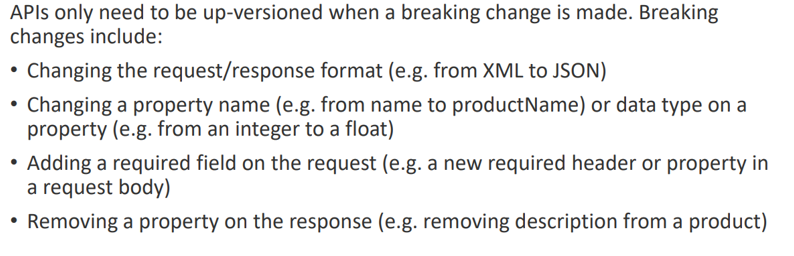 APIs only need to be up-versioned when a breaking change is made. Breaking
changes include:
• Changing the request/response format (e.g. from XML to JSON)
• Changing a property name (e.g. from name to productName) or data type on a
property (e.g. from an integer to a float)
• Adding a required field on the request (e.g. a new required header or property in
a request body)
• Removing a property on the response (e.g. removing description from a product)